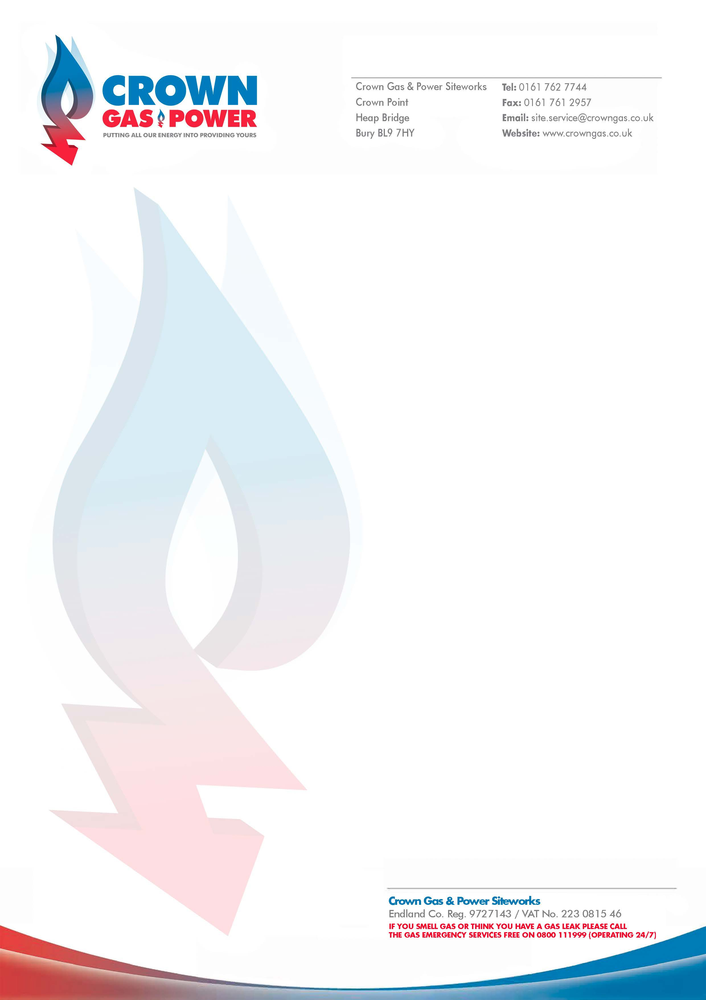 CROWN
GAS POWER
PUTTING ALL OUR ENERGY INTO PROVIDING YOURS
Crown Gas & Power Siteworks
Crown Point
Heap Bridge
Bury BL9 7HY
Tel: 0161 762 7744
Fax: 0161 761 2957
Email: site.service@crowngas.co.uk
Website: www.crowngas.co.uk
Crown Gas & Power Siteworks
Endland Co. Reg. 9727143 / VAT No. 223 0815 46
IF YOU SMELL GAS OR THINK YOU HAVE A GAS LEAK PLEASE CALL
THE GAS EMERGENCY SERVICES FREE ON 0800 111999 (OPERATING 24/7)